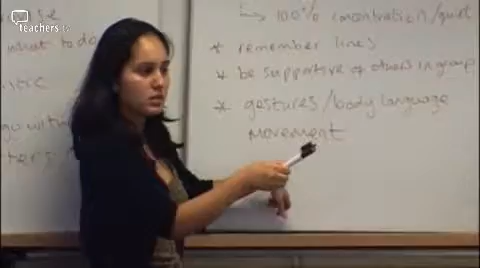 teachers tv
what to do
↳ 100% concentration/quiet
* remember lines
* be supportive of others in group
* gestures/body language
movement